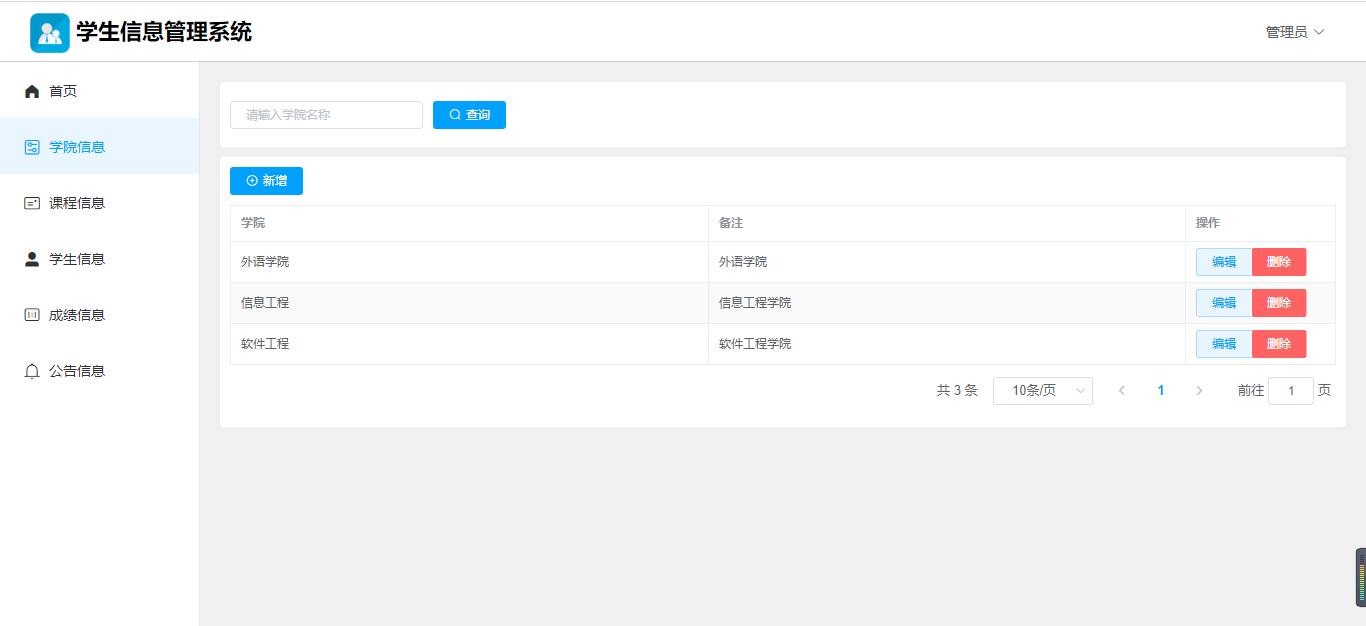 学生信息管理系统
管理员
首页
学院信息
课程信息
学生信息
成绩信息
公告信息
请输入学院名称 查询
新增
学院 备注 操作
外语学院 外语学院 编辑 删除
信息工程 信息工程学院 编辑 删除
软件工程 软件工程学院 编辑 删除
共 3 条 10条/页 1 前往 1 页